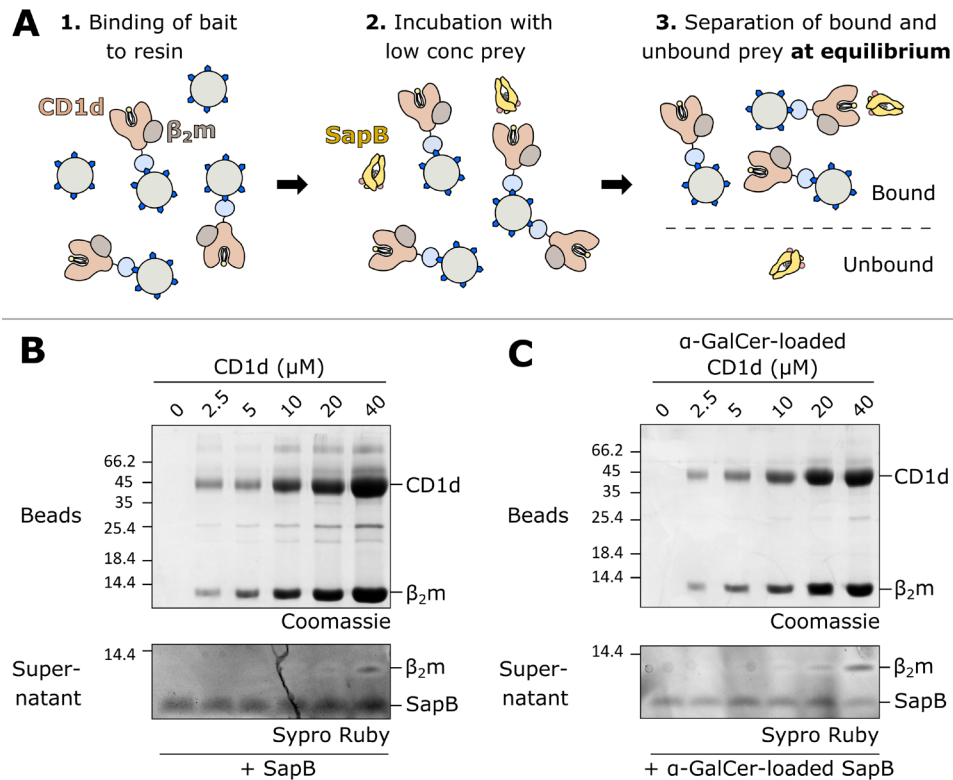 A
1. Binding of bait
to resin
2. Incubation with
low conc prey
3. Separation of bound and
unbound prey at equilibrium
CD1d
β₂m
SapB
Bound
Unbound
B
CD1d (μM)
0 2.5 5 10 20 40
66.2
45
35
25.4
18.4
14.4
Beads
CD1d
β₂m
Coomassie
14.4
Super-
natant
β₂m
SapB
Sypro Ruby
+ SapB
C
α-GalCer-loaded
CD1d (μM)
0 2.5 5 10 20 40
66.2
45
35
25.4
18.4
14.4
Beads
CD1d
β₂m
Coomassie
14.4
Super-
natant
β₂m
SapB
Sypro Ruby
+ α-GalCer-loaded SapB